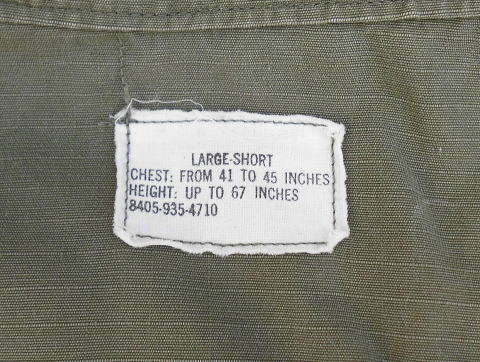 LARGE-SHORT
CHEST: FROM 41 TO 45 INCHES
HEIGHT: UP TO 67 INCHES
8405-935-4710